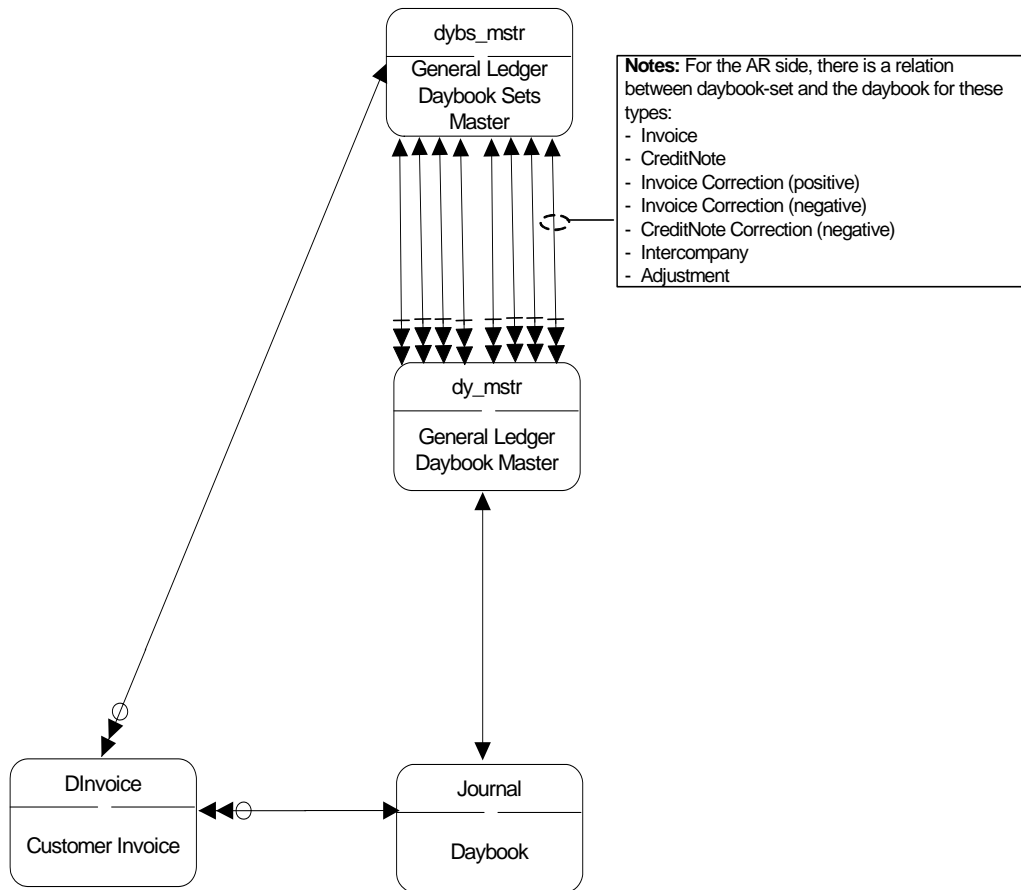 dybs_mstr
General Ledger
Daybook Sets
Master
Notes: For the AR side, there is a relation
between daybook-set and the daybook for these
types:
- Invoice
- CreditNote
- Invoice Correction (positive)
- Invoice Correction (negative)
- CreditNote Correction (negative)
- Intercompany
- Adjustment
dy_mstr
General Ledger
Daybook Master
DInvoice
Customer Invoice
Journal
Daybook